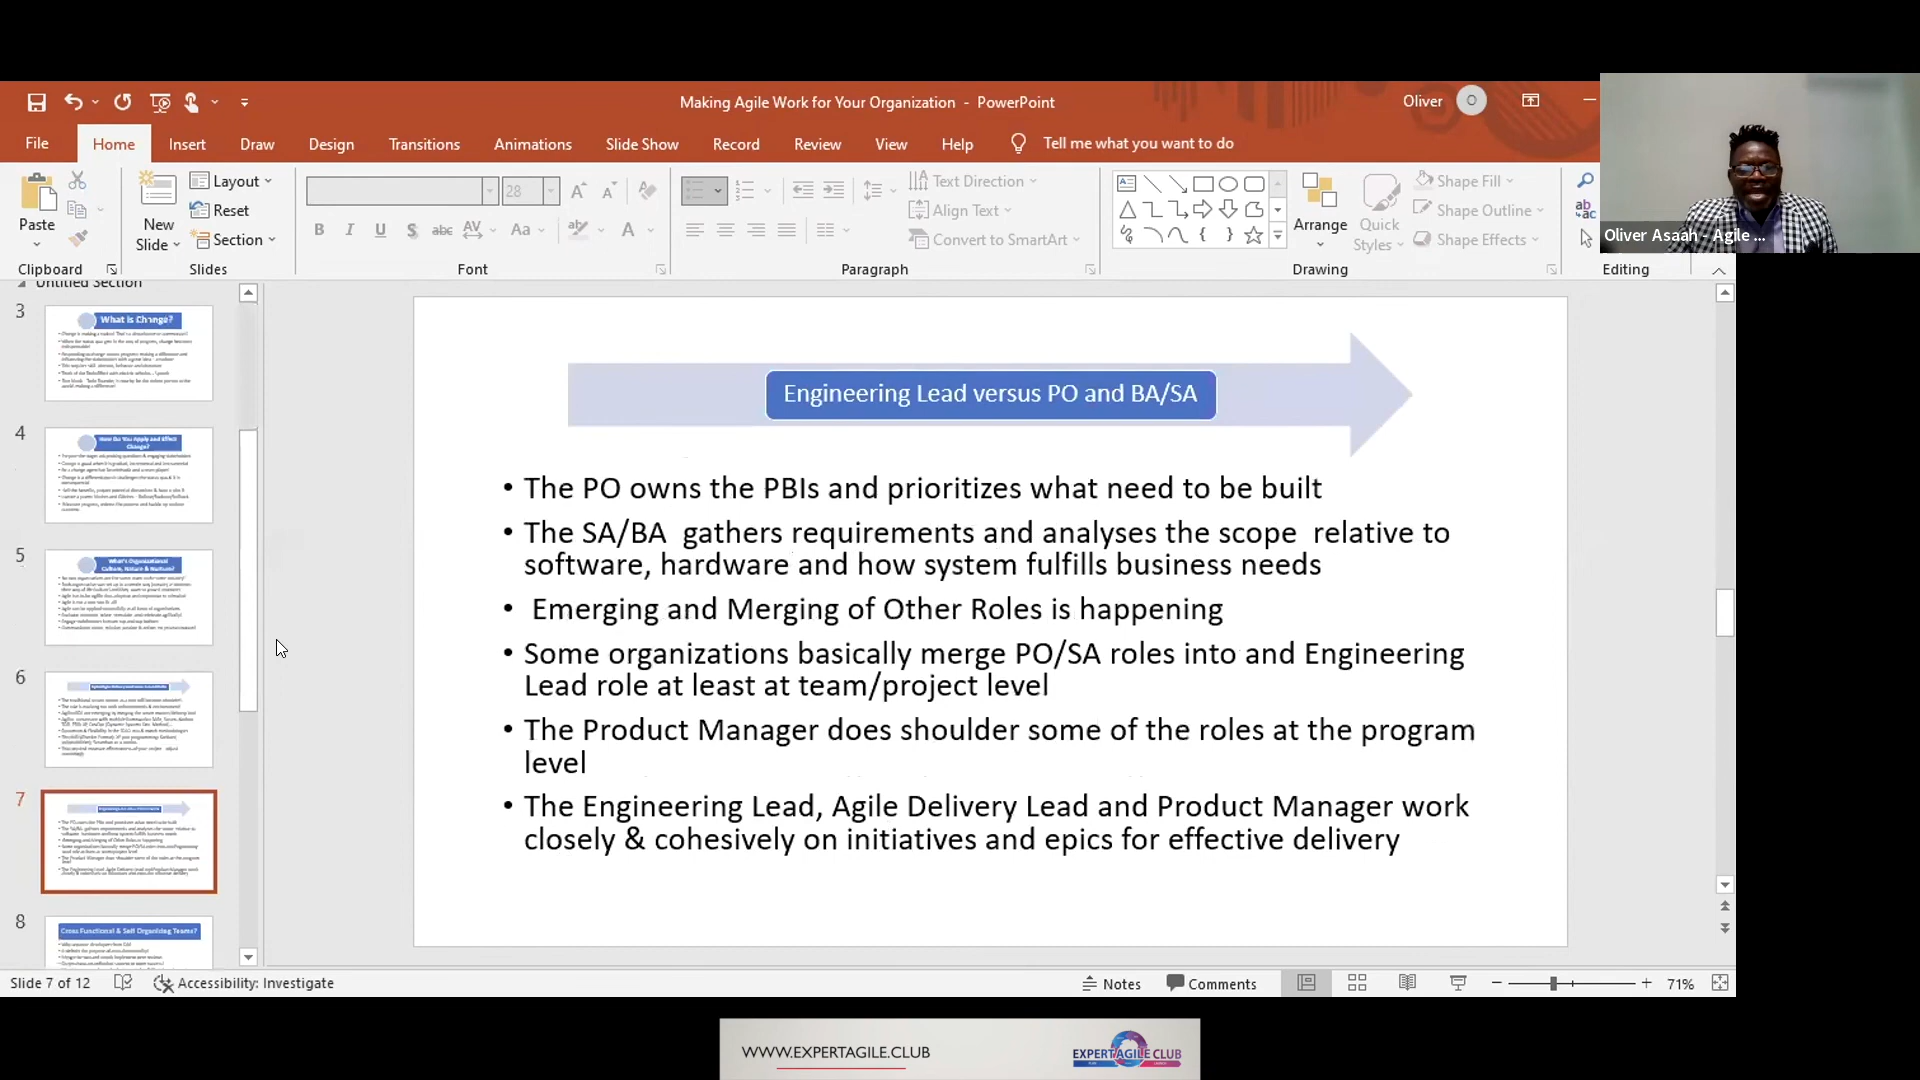 Making Agile Work for Your Organization - PowerPoint
Oliver
O
File
Home
Insert
Draw
Design
Transitions
Animations
Slide Show
Record
Review
View
Help
Tell me what you want to do
Paste
Clipboard
New
Slide
Layout
Reset
Section
Slides
28
Font
Text Direction
Align Text
Convert to SmartArt
Paragraph
Arrange
Quick
Styles
Shape Fill
Shape Outline
Shape Effects
Drawing
Editing
Oliver Asaah - Agile ...
Untitled Section
3
What is Change?
4
How Do You Apply and Effect
Change?
5
What's Organizational
Culture, Nature & Nurture?
6
7
8
Cross Functional & Self Organizing Teams?
Engineering Lead versus PO and BA/SA
• The PO owns the PBIs and prioritizes what need to be built
• The SA/BA gathers requirements and analyses the scope relative to
software, hardware and how system fulfills business needs
• Emerging and Merging of Other Roles is happening
• Some organizations basically merge PO/SA roles into and Engineering
Lead role at least at team/project level
• The Product Manager does shoulder some of the roles at the program
level
• The Engineering Lead, Agile Delivery Lead and Product Manager work
closely & cohesively on initiatives and epics for effective delivery
Slide 7 of 12
Accessibility: Investigate
Notes
Comments
71%
WWW.EXPERTAGILE.CLUB
EXPERT AGILE CLUB